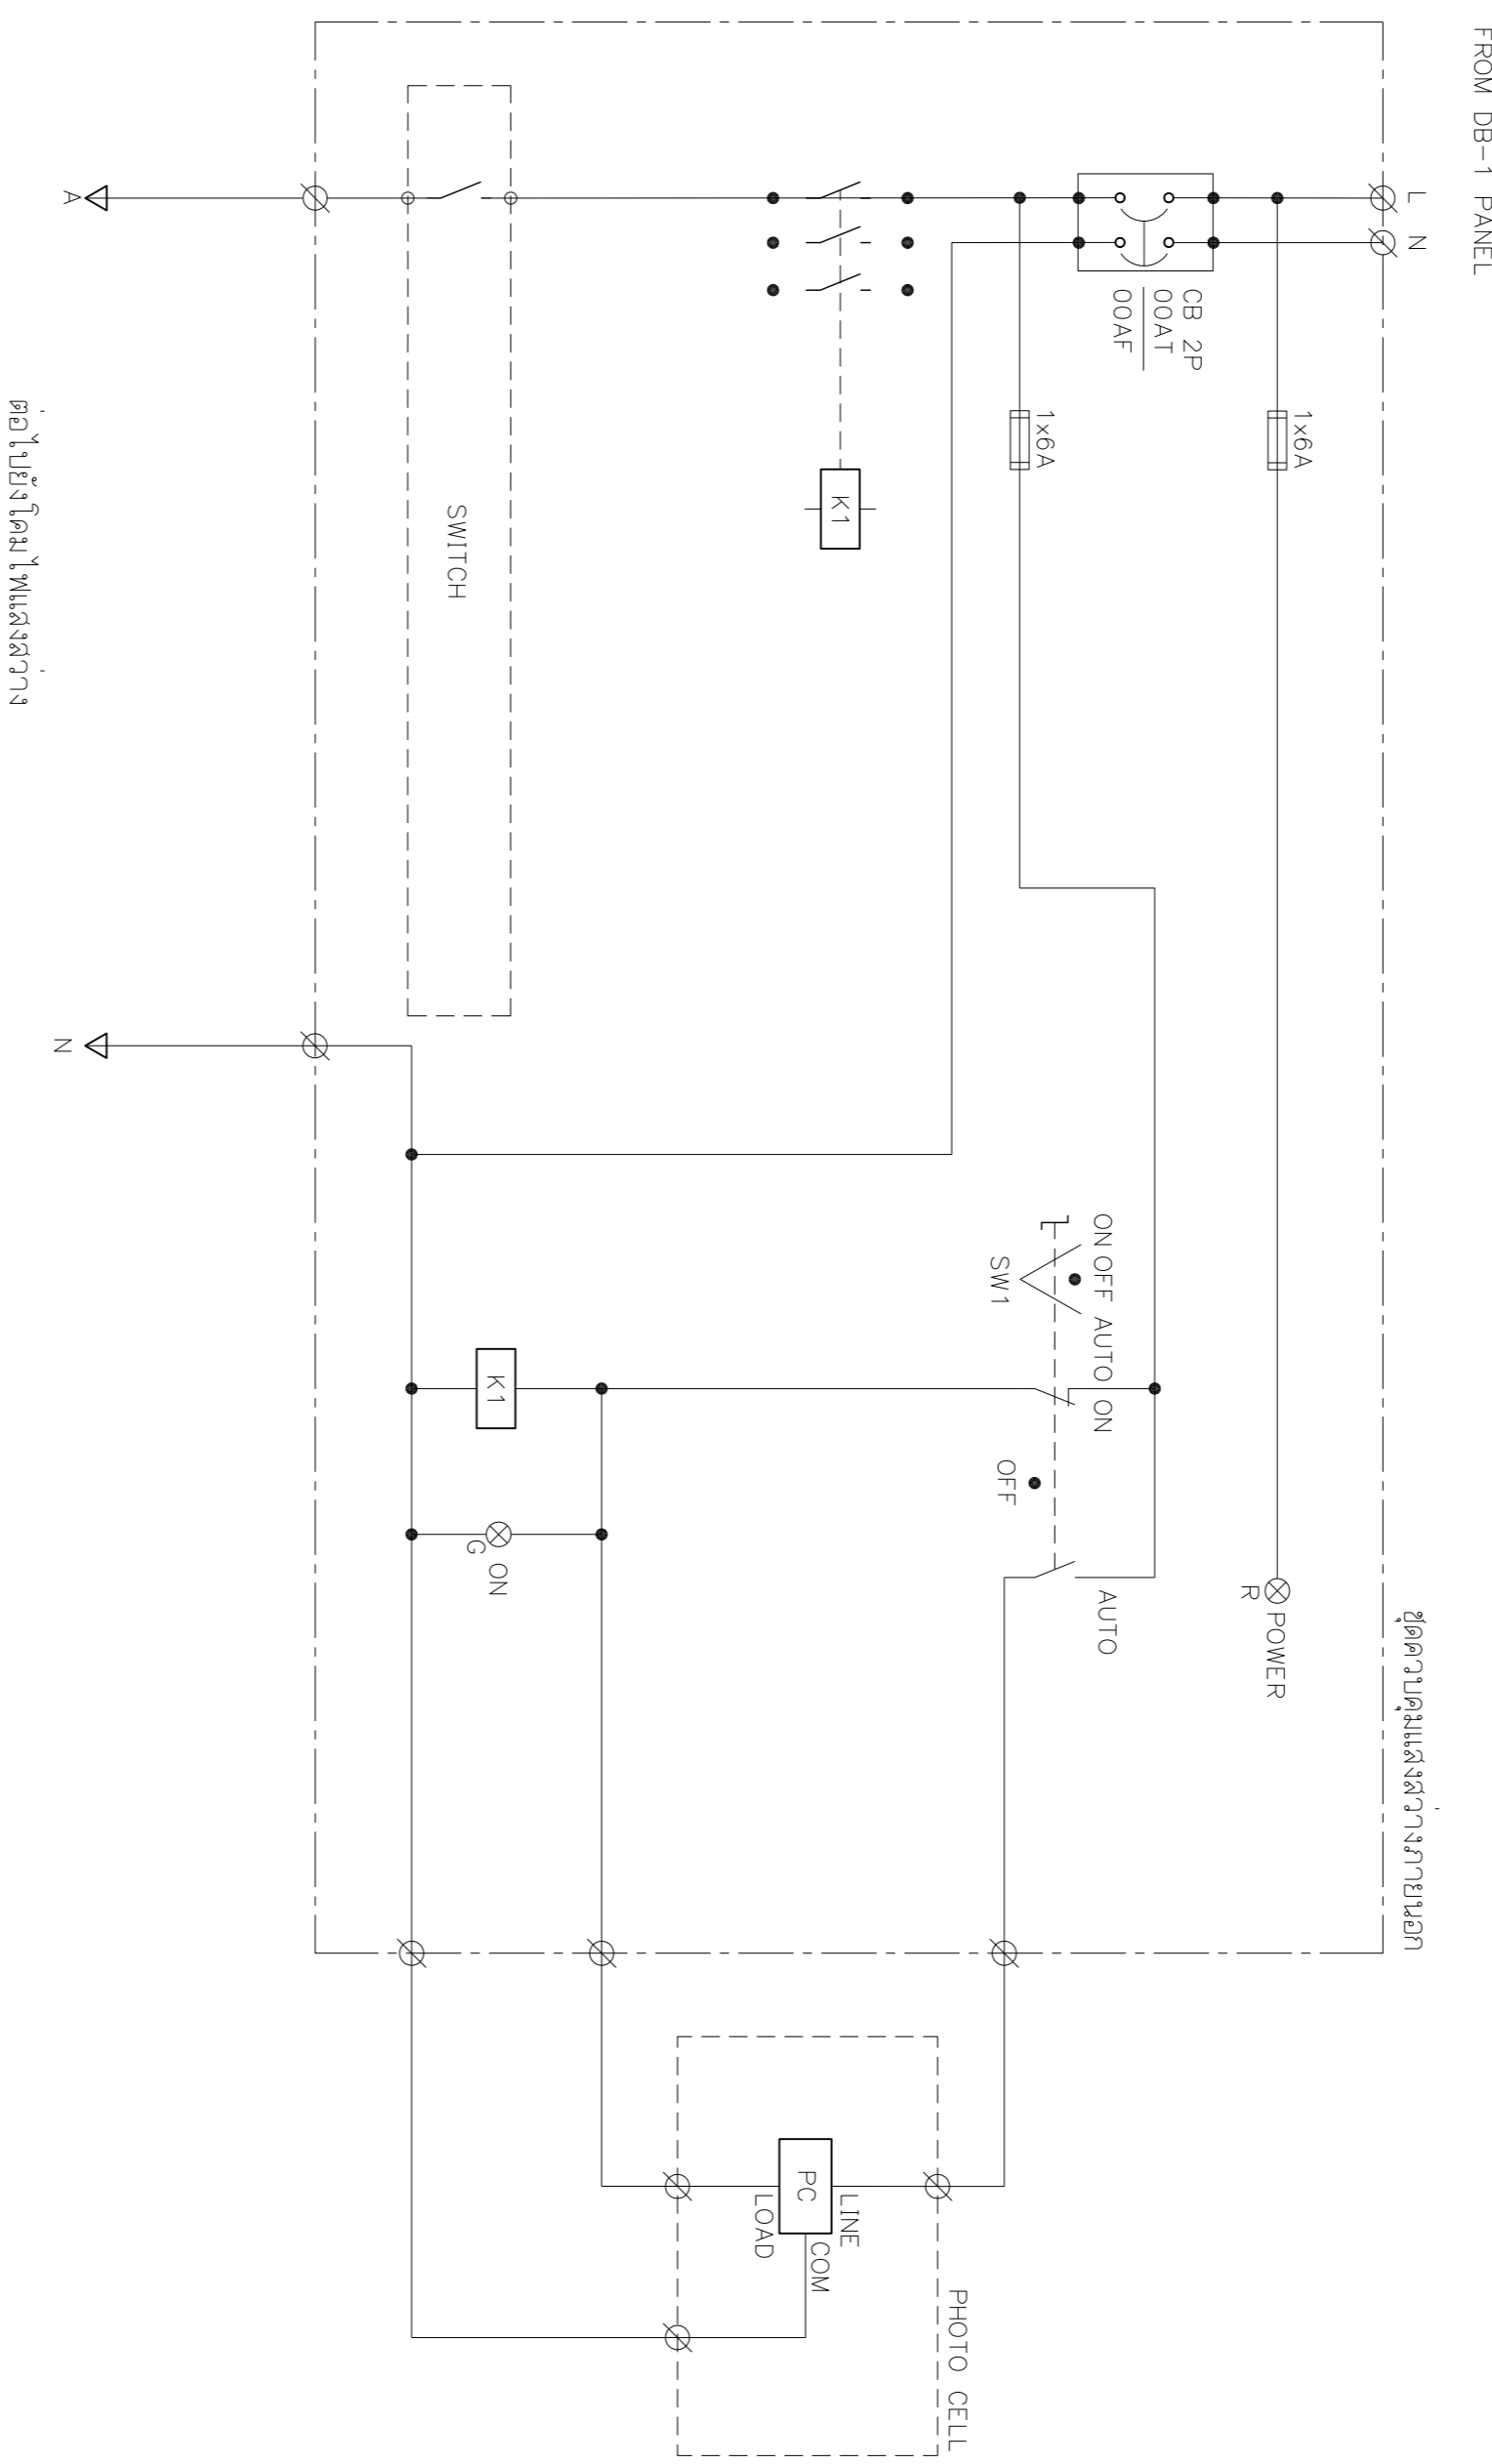 FROM DB-1 PANEL
ชุดควบคุมแสงสว่างภายนอก
L
N
1x6A
R
POWER
CB 2P
00AT
00AF
1x6A
ON OFF AUTO
SW1
ON
OFF
AUTO
K1
K1
G
ON
SWITCH
PHOTO CELL
LINE
PC
COM
LOAD
A
N
ต่อไปยังโคมไฟแสงสว่าง